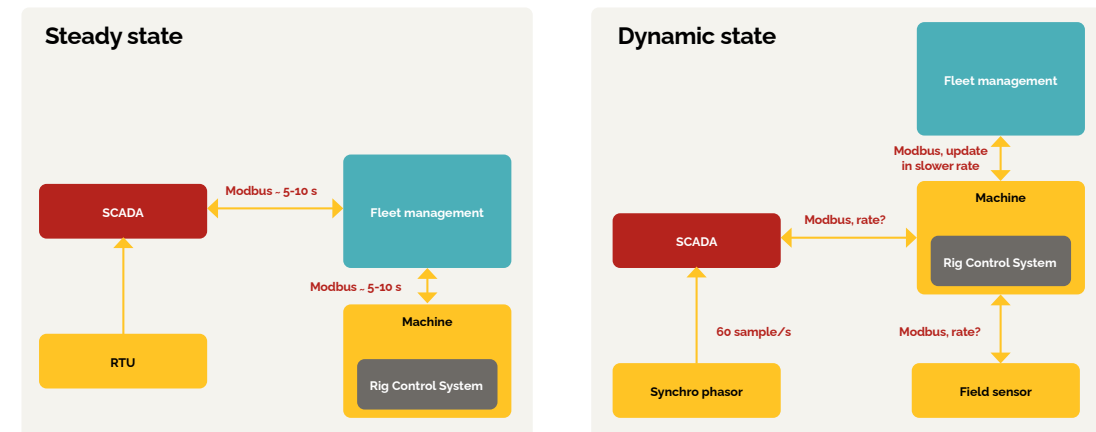 Steady state
SCADA
Modbus - 5-10 s
Fleet management
Modbus - 5-10 s
Machine
Rig Control System
RTU
Dynamic state
Fleet management
Modbus, update
in slower rate
Machine
Rig Control System
SCADA
Modbus, rate?
60 sample/s
Modbus, rate?
Synchro phasor
Field sensor